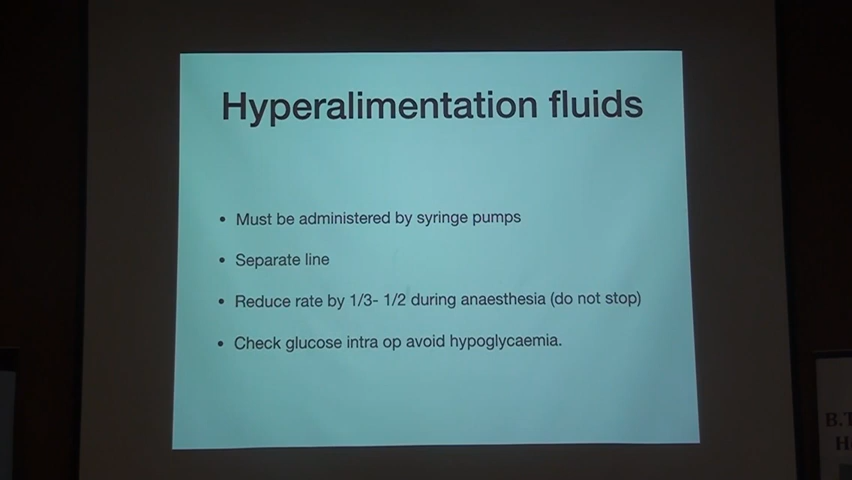 Hyperalimentation fluids
• Must be administered by syringe pumps
• Separate line
• Reduce rate by 1/3- 1/2 during anaesthesia (do not stop)
• Check glucose intra op avoid hypoglycaemia.